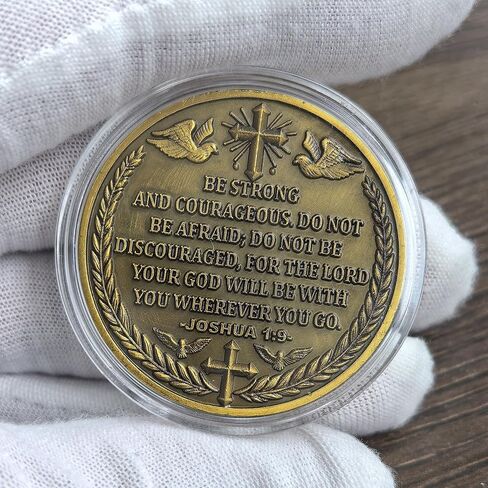 BE STRONG
AND COURAGEOUS. DO NOT
BE AFRAID; DO NOT BE
DISCOURAGED, FOR THE LORD
YOUR GOD WILL BE WITH
YOU WHEREVER YOU GO.
-JOSHUA 1:9-